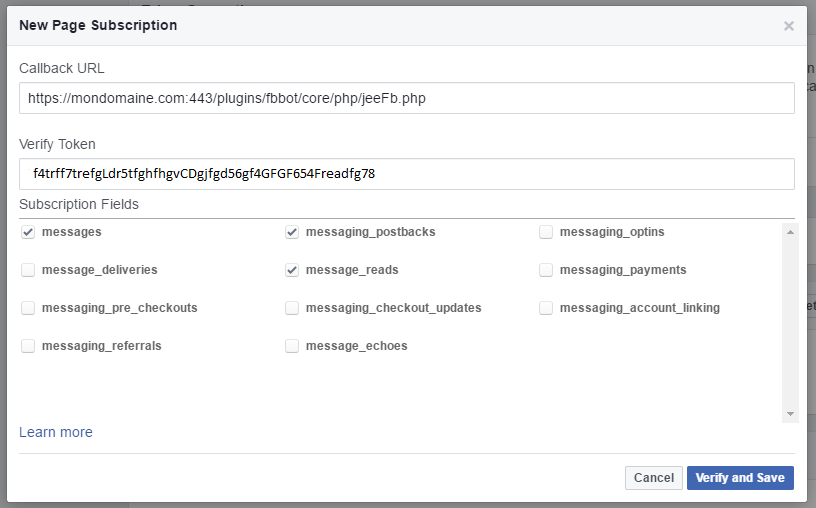 New Page Subscription
Callback URL
https://mondomaine.com:443/plugins/fbbot/core/php/jeeFb.php
Verify Token
f4trff7trefgLdr5tfghfhgvCDgjfgd56gf4GFGF654Freadfg78
Subscription Fields
messages messaging_postbacks messaging_optins
message_deliveries message_reads messaging_payments
messaging_pre_checkouts messaging_checkout_updates messaging_account_linking
messaging_referrals message_echoes
Learn more
Cancel Verify and Save